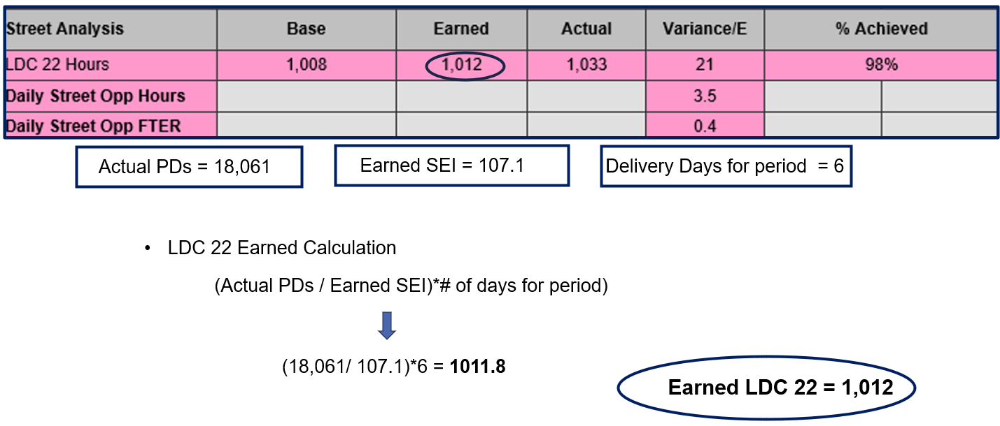 Street Analysis Base Earned Actual Variance/E % Achieved
LDC 22 Hours 1,008 1,012 1,033 21 98%
Daily Street Opp Hours 3.5
Daily Street Opp FTER 0.4
Actual PDs = 18,061 Earned SEI = 107.1 Delivery Days for period = 6
• LDC 22 Earned Calculation
(Actual PDs / Earned SEI)*# of days for period)
(18,061/ 107.1)*6 = 1011.8
Earned LDC 22 = 1,012